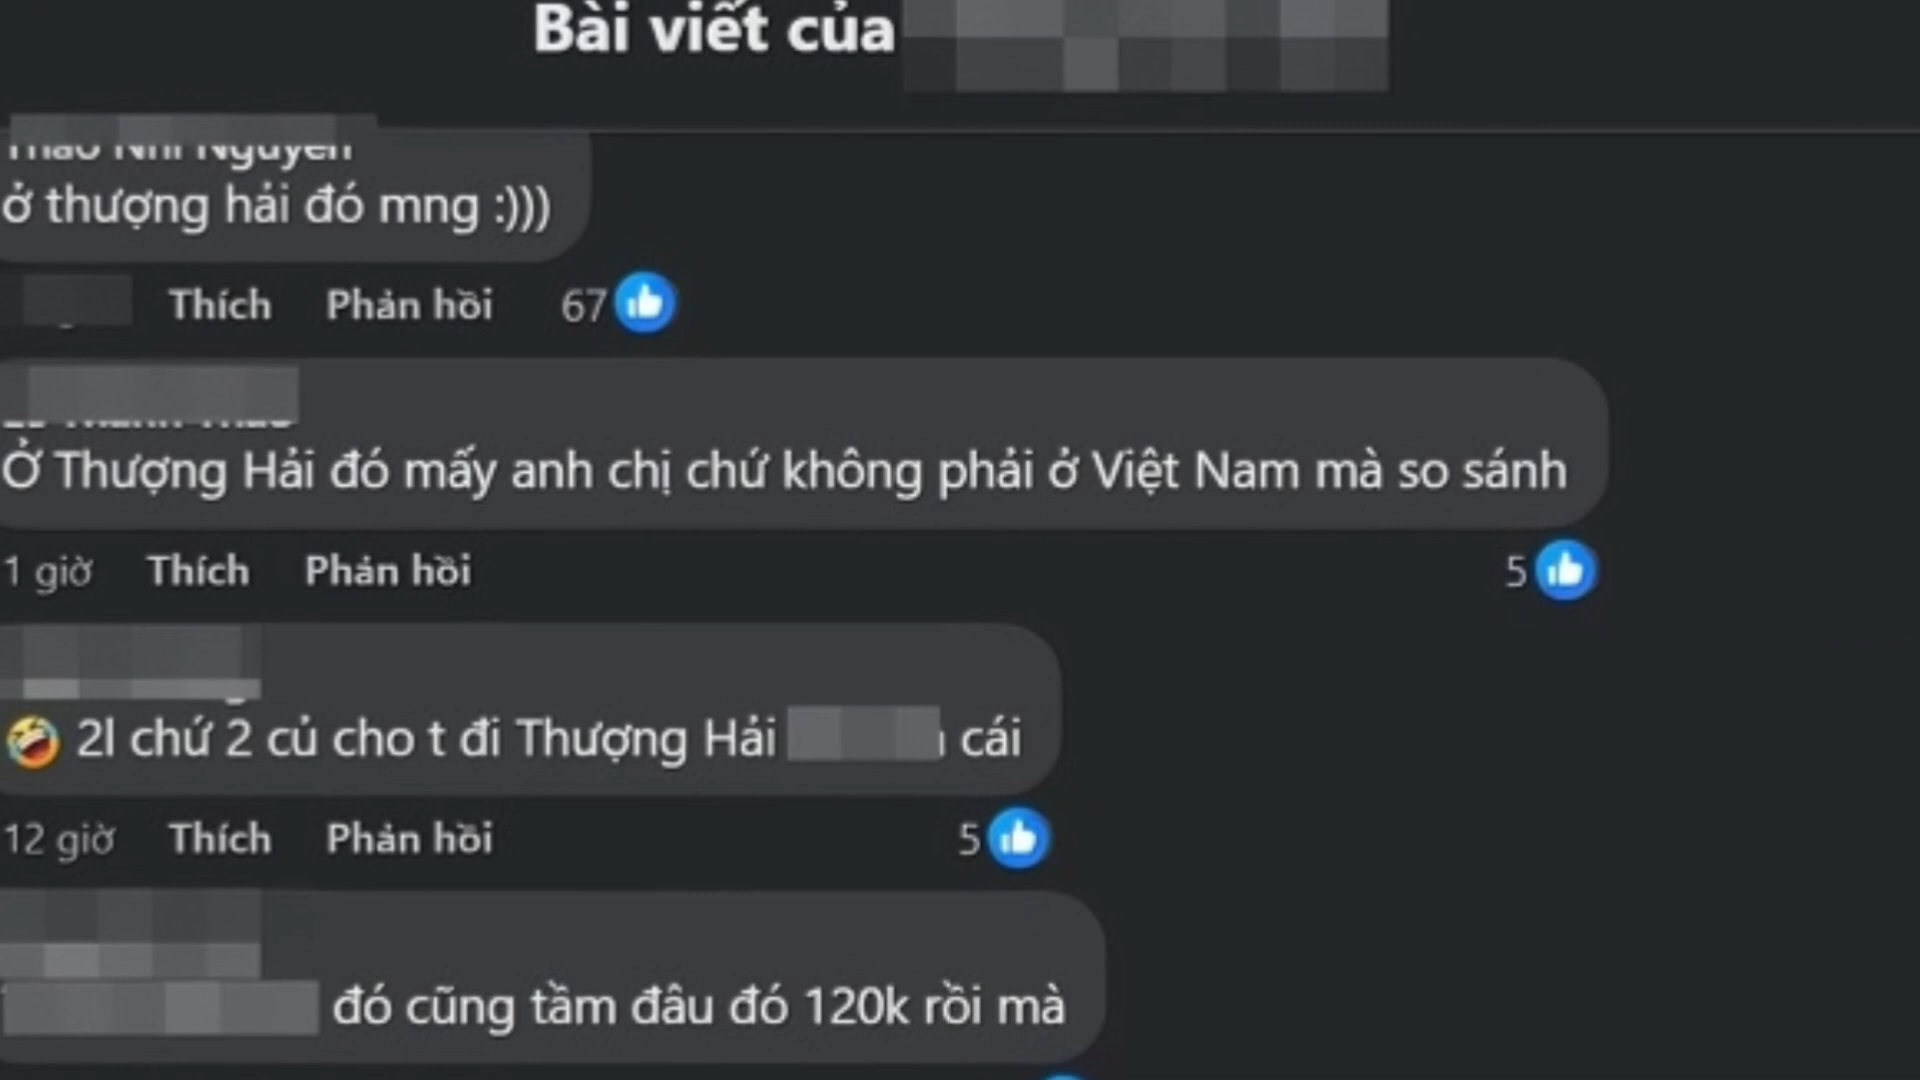 Bài viết của
ở thượng hải đó mng :)))
Thích Phản hồi 67
Ở Thượng Hải đó mấy anh chị chứ không phải ở Việt Nam mà so sánh
1 giờ Thích Phản hồi 5
2l chứ 2 củ cho t đi Thượng Hải cái
12 giờ Thích Phản hồi 5
đó cũng tầm đâu đó 120k rồi mà